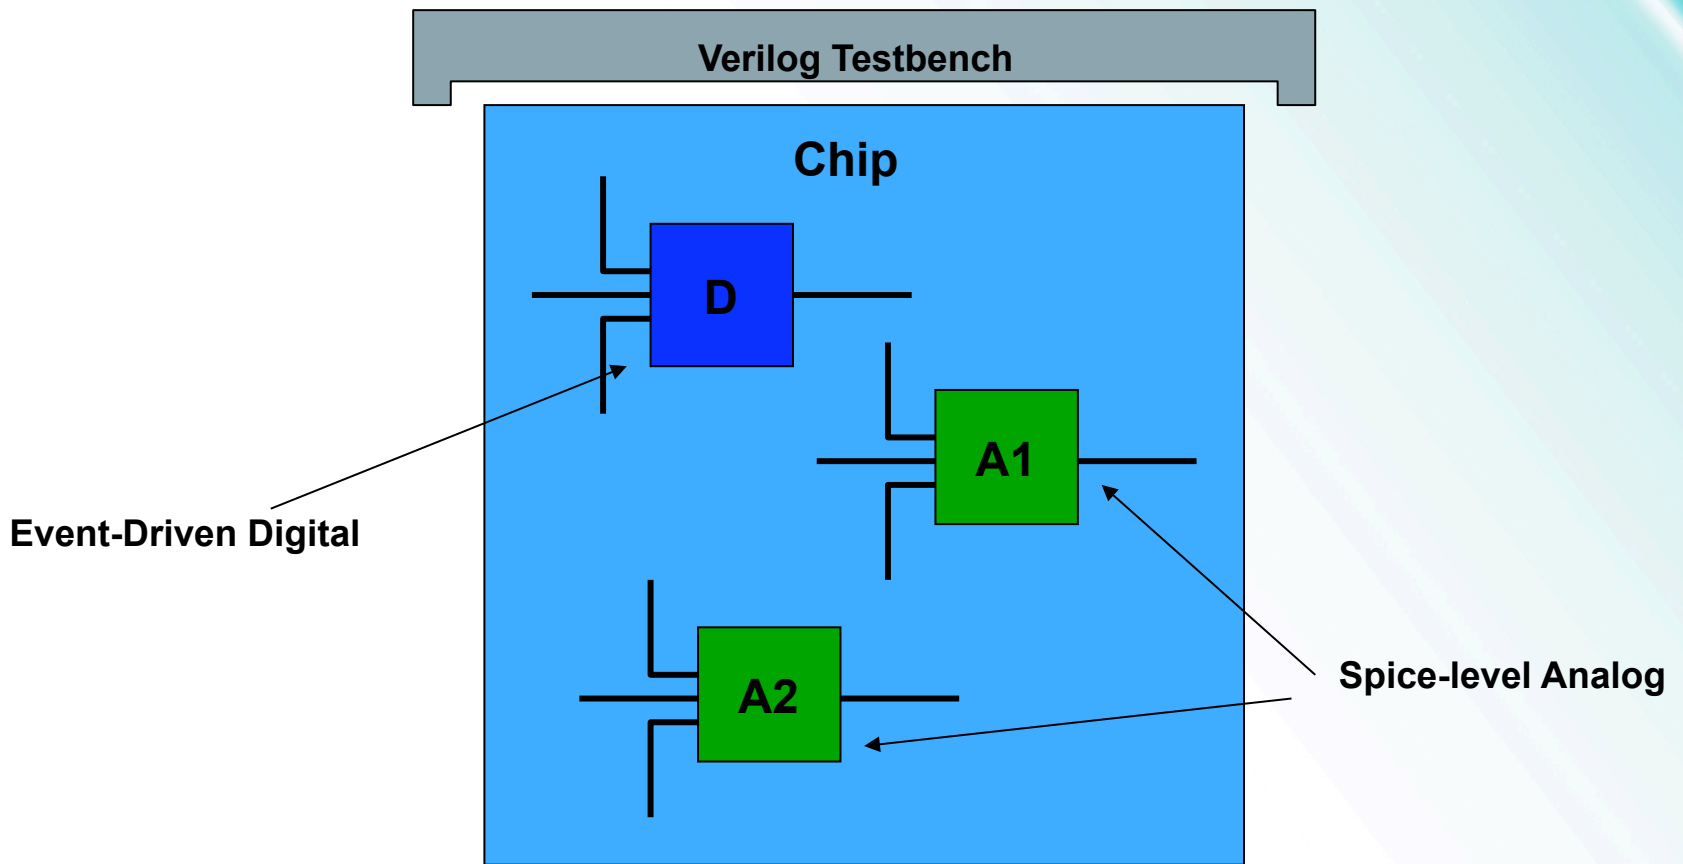 Verilog Testbench
Chip
D
A1
Event-Driven Digital
Spice-level Analog
A2